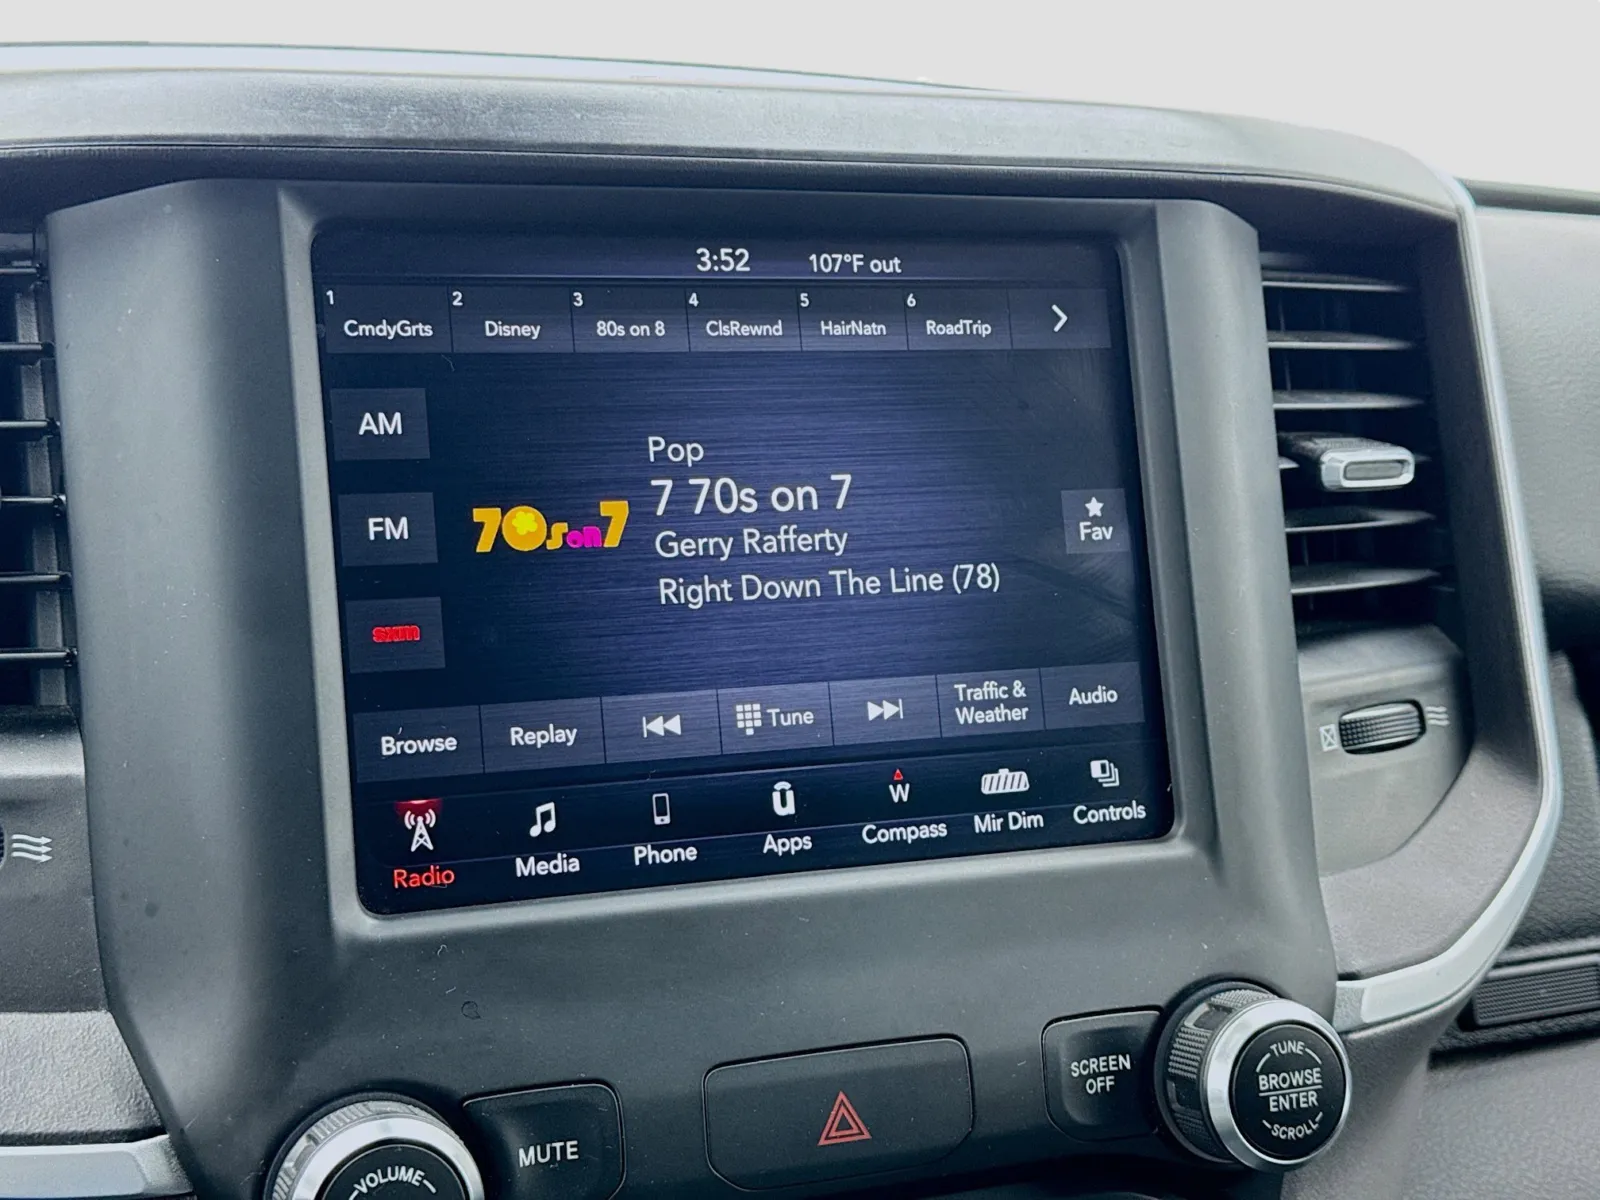 3:52 107°F out
1 2 3 4 5 6
CmdyGrts Disney 80s on 8 ClsRewnd HairNatn RoadTrip
AM
Pop
7 70s on 7
FM
70s on 7
Fav
Gerry Rafferty
Right Down The Line (78)
sxm
Browse Replay Tune Traffic & Audio
Weather
W
Radio Media Phone Apps Compass Mir Dim Controls
VOLUME
MUTE
SCREEN
OFF
TUNE
BROWSE
ENTER
SCROLL